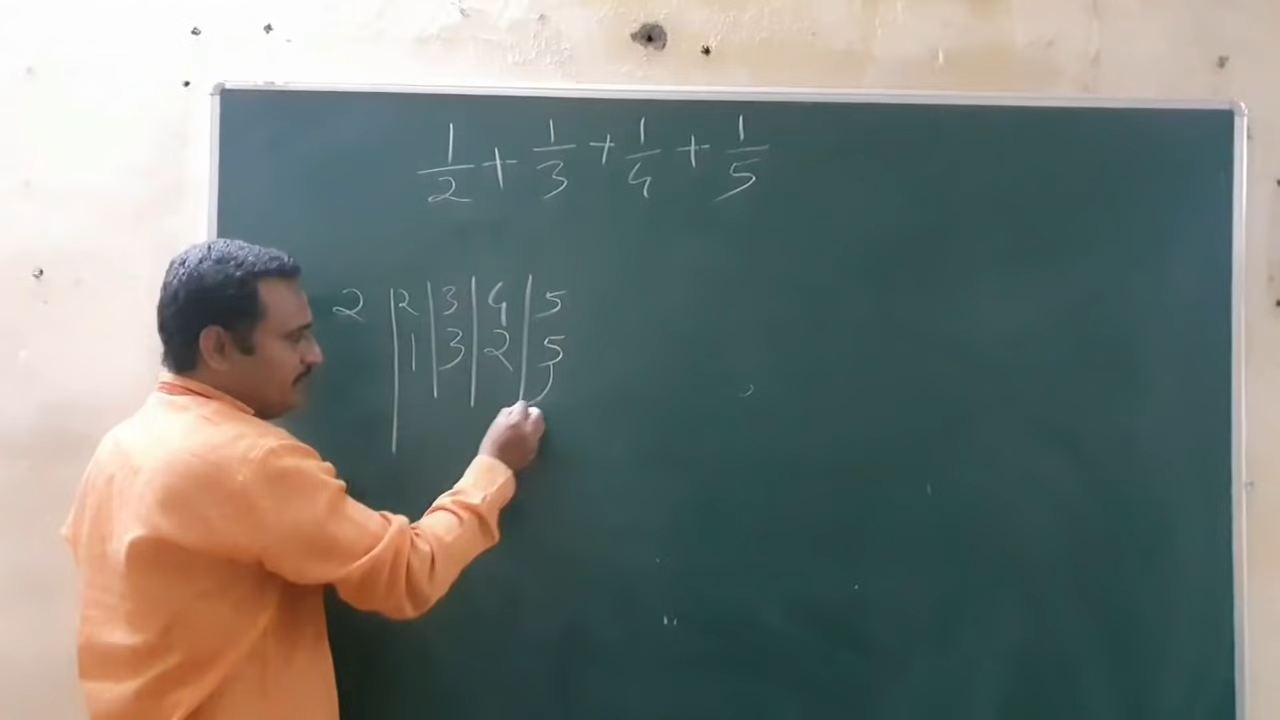 1/2 + 1/3 + 1/4 + 1/5
2 | 2 | 3 | 4 | 5
| 1 | 3 | 2 | 5